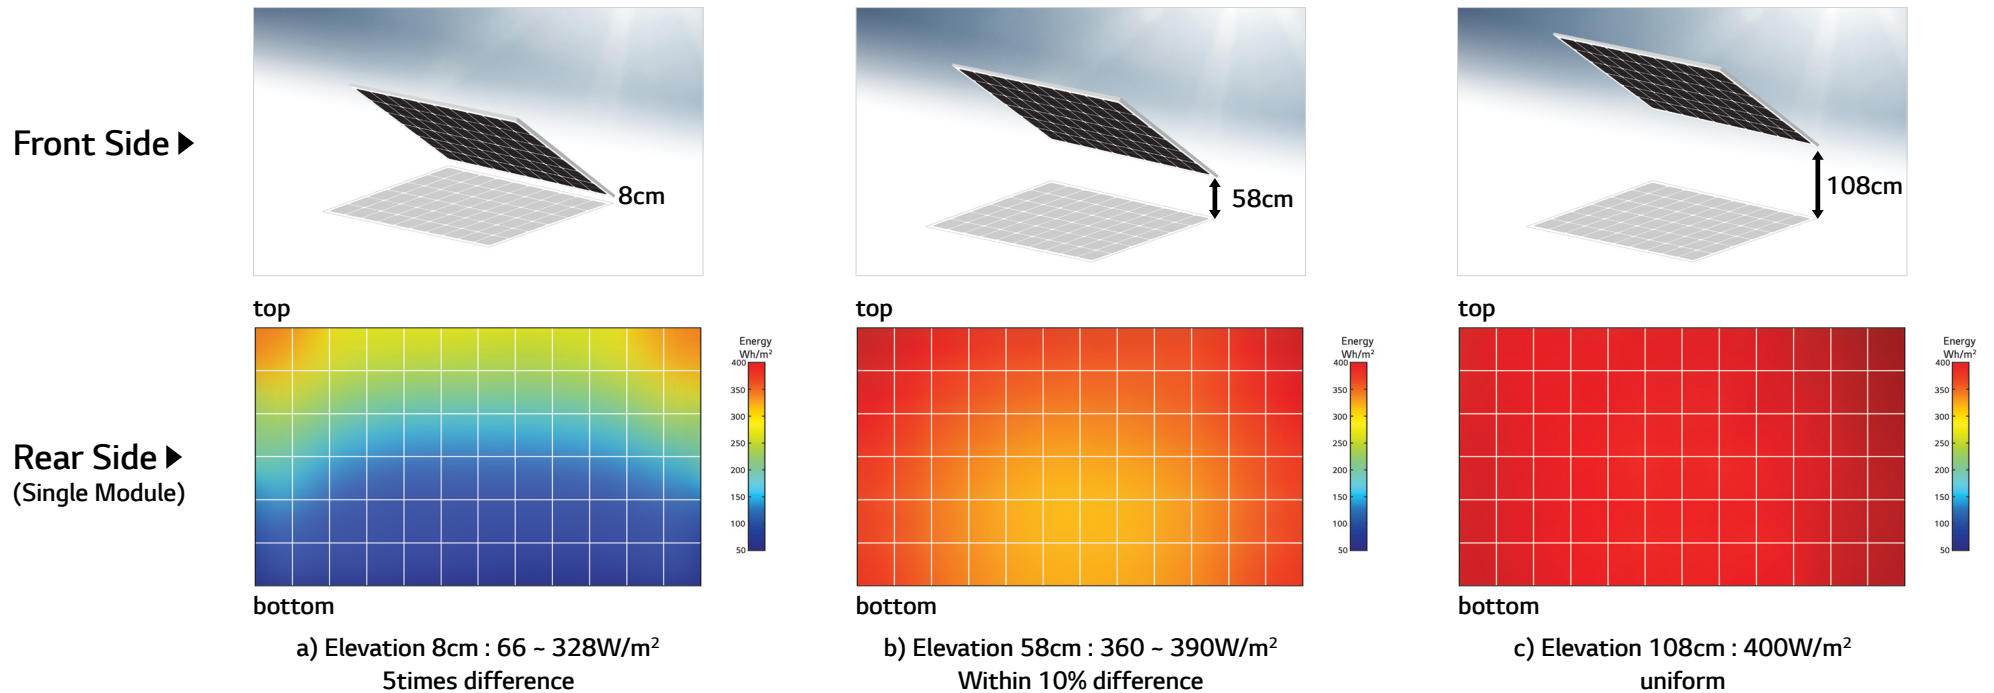 Front Side ▶
8cm
58cm
108cm
top
top
top
Energy
Wh/m²
400
350
300
250
200
150
100
50
Energy
Wh/m²
400
350
300
250
200
150
100
50
Energy
Wh/m²
400
350
300
250
200
150
100
50
Rear Side ▶
(Single Module)
bottom
bottom
bottom
a) Elevation 8cm : 66 ~ 328W/m²
5times difference
b) Elevation 58cm : 360 ~ 390W/m²
Within 10% difference
c) Elevation 108cm : 400W/m²
uniform